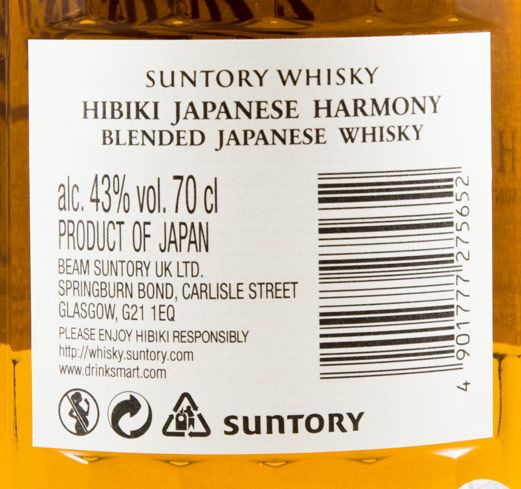 SUNTORY WHISKY
HIBIKI JAPANESE HARMONY
BLENDED JAPANESE WHISKY
alc. 43% vol. 70 cl
PRODUCT OF JAPAN
BEAM SUNTORY UK LTD.
SPRINGBURN BOND, CARLISLE STREET
GLASGOW, G21 1EQ
PLEASE ENJOY HIBIKI RESPONSIBLY
http://whisky.suntory.com
www.drinksmart.com
SUNTORY
4 901777 275652